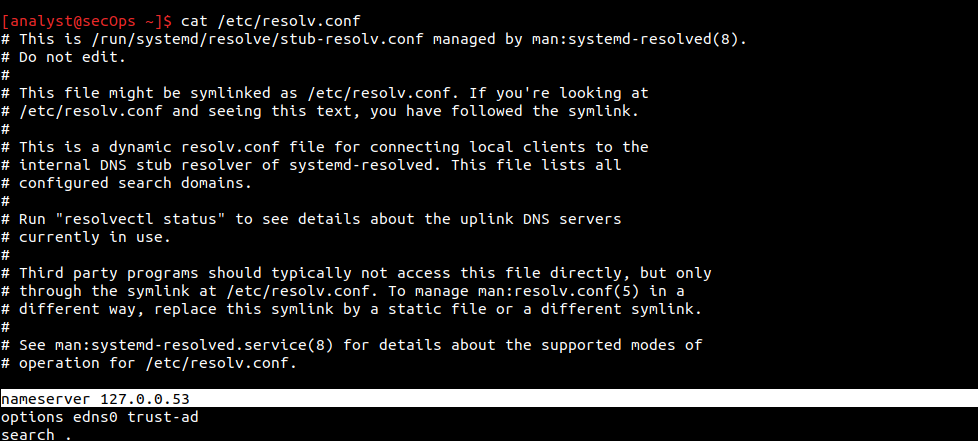 [analyst@secOps ~]$ cat /etc/resolv.conf
# This is /run/systemd/resolve/stub-resolv.conf managed by man:systemd-resolved(8).
# Do not edit.
#
# This file might be symlinked as /etc/resolv.conf. If you're looking at
# /etc/resolv.conf and seeing this text, you have followed the symlink.
#
# This is a dynamic resolv.conf file for connecting local clients to the
# internal DNS stub resolver of systemd-resolved. This file lists all
# configured search domains.
#
# Run "resolvectl status" to see details about the uplink DNS servers
# currently in use.
#
# Third party programs should typically not access this file directly, but only
# through the symlink at /etc/resolv.conf. To manage man:resolv.conf(5) in a
# different way, replace this symlink by a static file or a different symlink.
#
# See man:systemd-resolved.service(8) for details about the supported modes of
# operation for /etc/resolv.conf.
nameserver 127.0.0.53
options edns0 trust-ad
search .